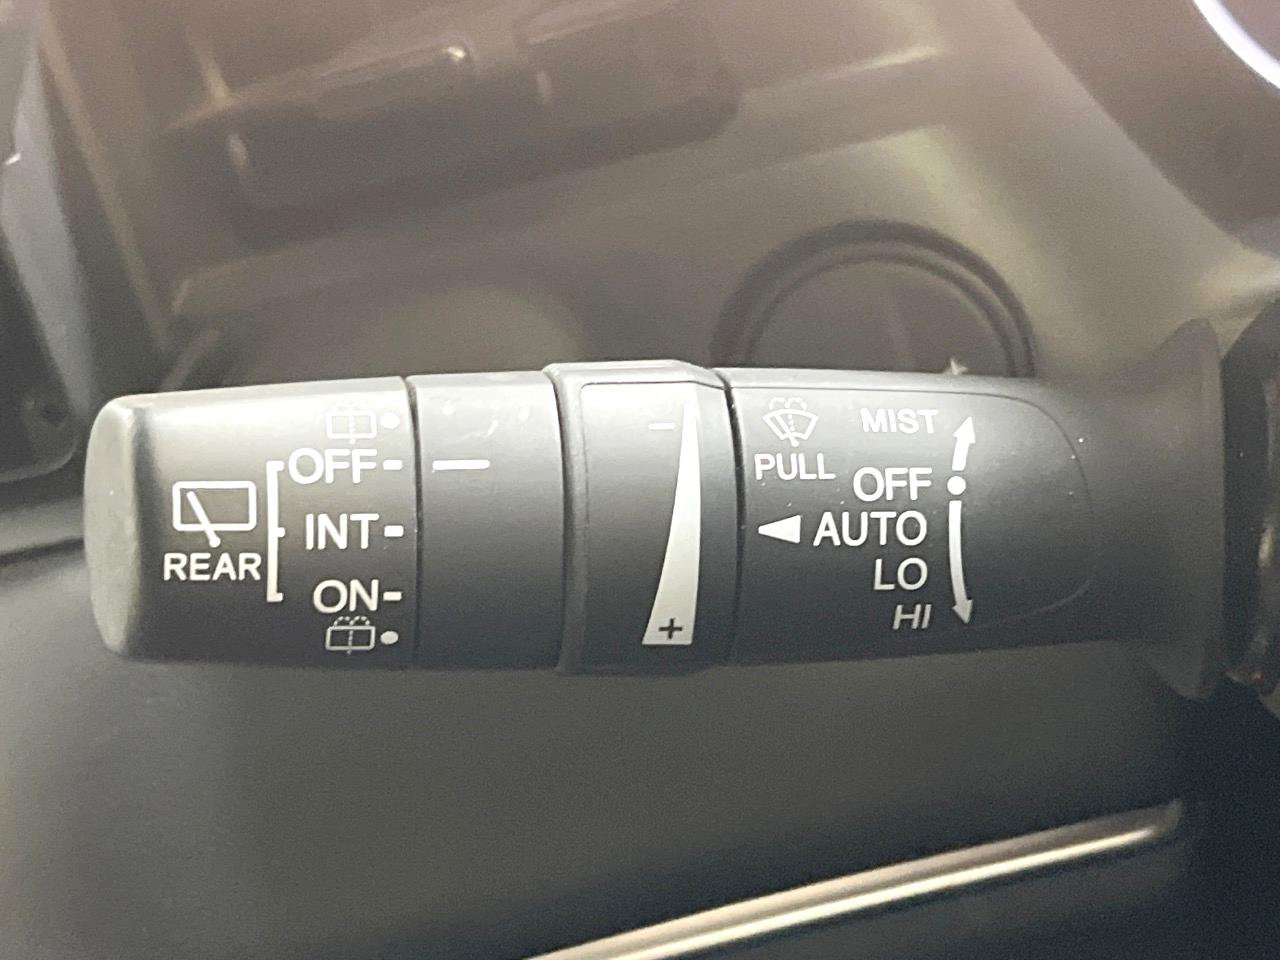 OFF
INT
ON
REAR
−
+
PULL
MIST
OFF
AUTO
LO
HI